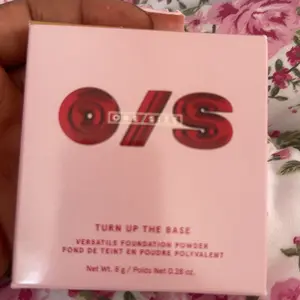 O/S
ONE/SIZE
TURN UP THE BASE
VERSATILE FOUNDATION POWDER
FOND DE TEINT EN POUDRE POLYVALENT
Net Wt. 8 g / Poids Net 0.28 oz.